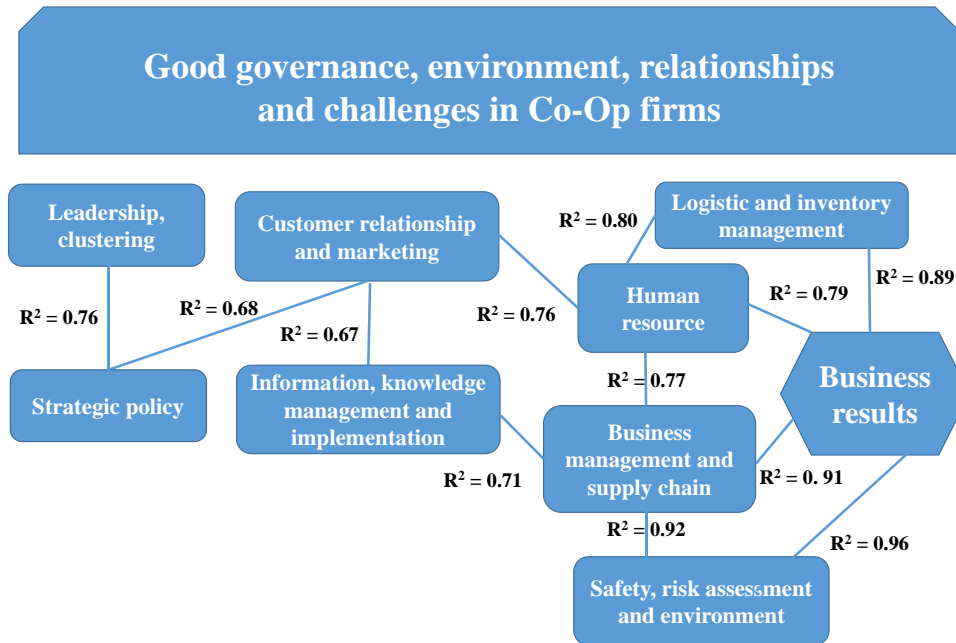 Good governance, environment, relationships
and challenges in Co-Op firms
Leadership,
clustering
Customer relationship
and marketing
Logistic and inventory
management
R² = 0.80
R² = 0.89
Human
resource
R² = 0.79
R² = 0.76
R² = 0.68
R² = 0.76
R² = 0.67
Business
results
Strategic policy
Information, knowledge
management and
implementation
R² = 0.77
Business
management and
supply chain
R² = 0.71
R² = 0. 91
R² = 0.92
R² = 0.96
Safety, risk assessment
and environment